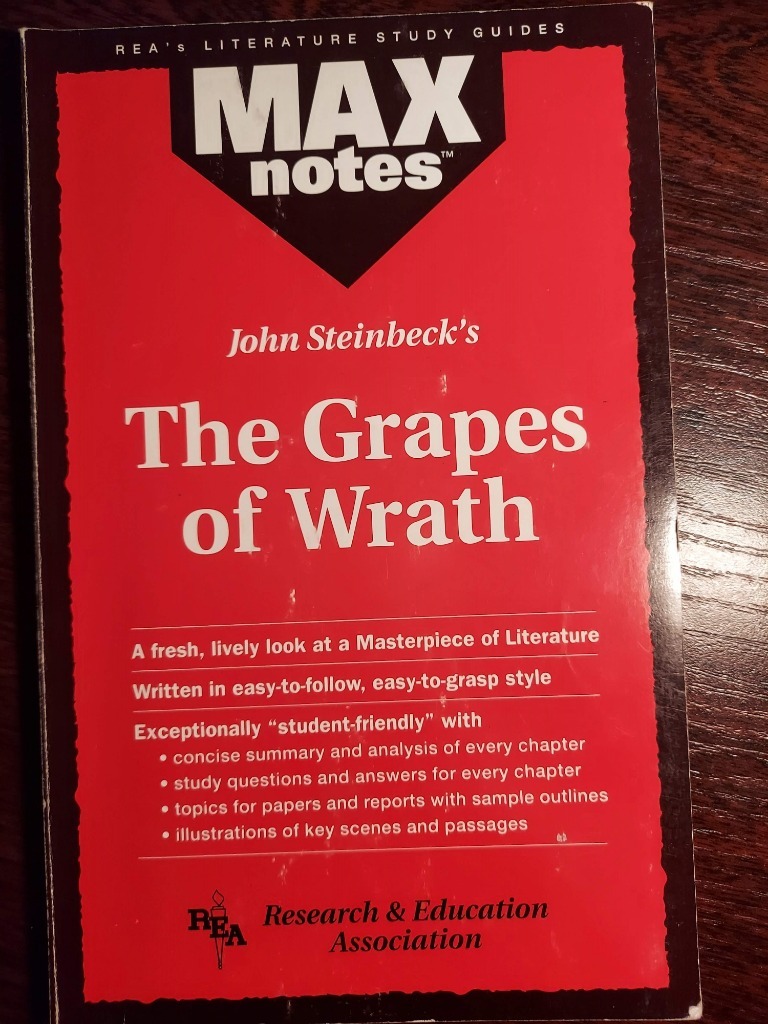 REA's LITERATURE STUDY GUIDES
MAX
notes™
John Steinbeck's
The Grapes
of Wrath
A fresh, lively look at a Masterpiece of Literature
Written in easy-to-follow, easy-to-grasp style
Exceptionally "student-friendly" with
• concise summary and analysis of every chapter
• study questions and answers for every chapter
• topics for papers and reports with sample outlines
• illustrations of key scenes and passages
REA
Research & Education
Association